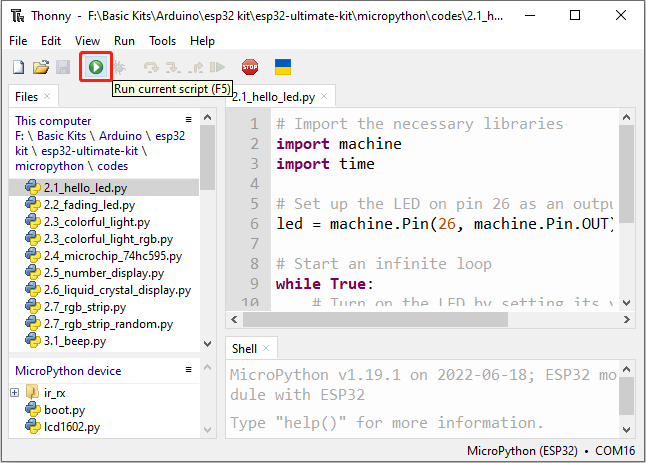 Thonny - F:\Basic Kits\Arduino\esp32 kit\esp32-ultimate-kit\micropython\codes\2.1_h...
File Edit View Run Tools Help
STOP
Run current script (F5)
Files ×
This computer
F: \ Basic Kits \ Arduino \ esp32
kit \ esp32-ultimate-kit \
micropython \ codes
2.1_hello_led.py
2.2_fading_led.py
2.3_colorful_light.py
2.3_colorful_light_rgb.py
2.4_microchip_74hc595.py
2.5_number_display.py
2.6_liquid_crystal_display.py
2.7_rgb_strip.py
2.7_rgb_strip_random.py
3.1_beep.py
MicroPython device
ir_rx
boot.py
lcd1602.py
2.1_hello_led.py ×
1 # Import the necessary libraries
2 import machine
3 import time
4
5 # Set up the LED on pin 26 as an outpu
6 led = machine.Pin(26, machine.Pin.OUT)
7
8 # Start an infinite loop
9 while True:
10 # Turn on the LED by setting its v
Shell ×
MicroPython v1.19.1 on 2022-06-18; ESP32 mo
dule with ESP32
Type "help()" for more information.
MicroPython (ESP32) • COM16